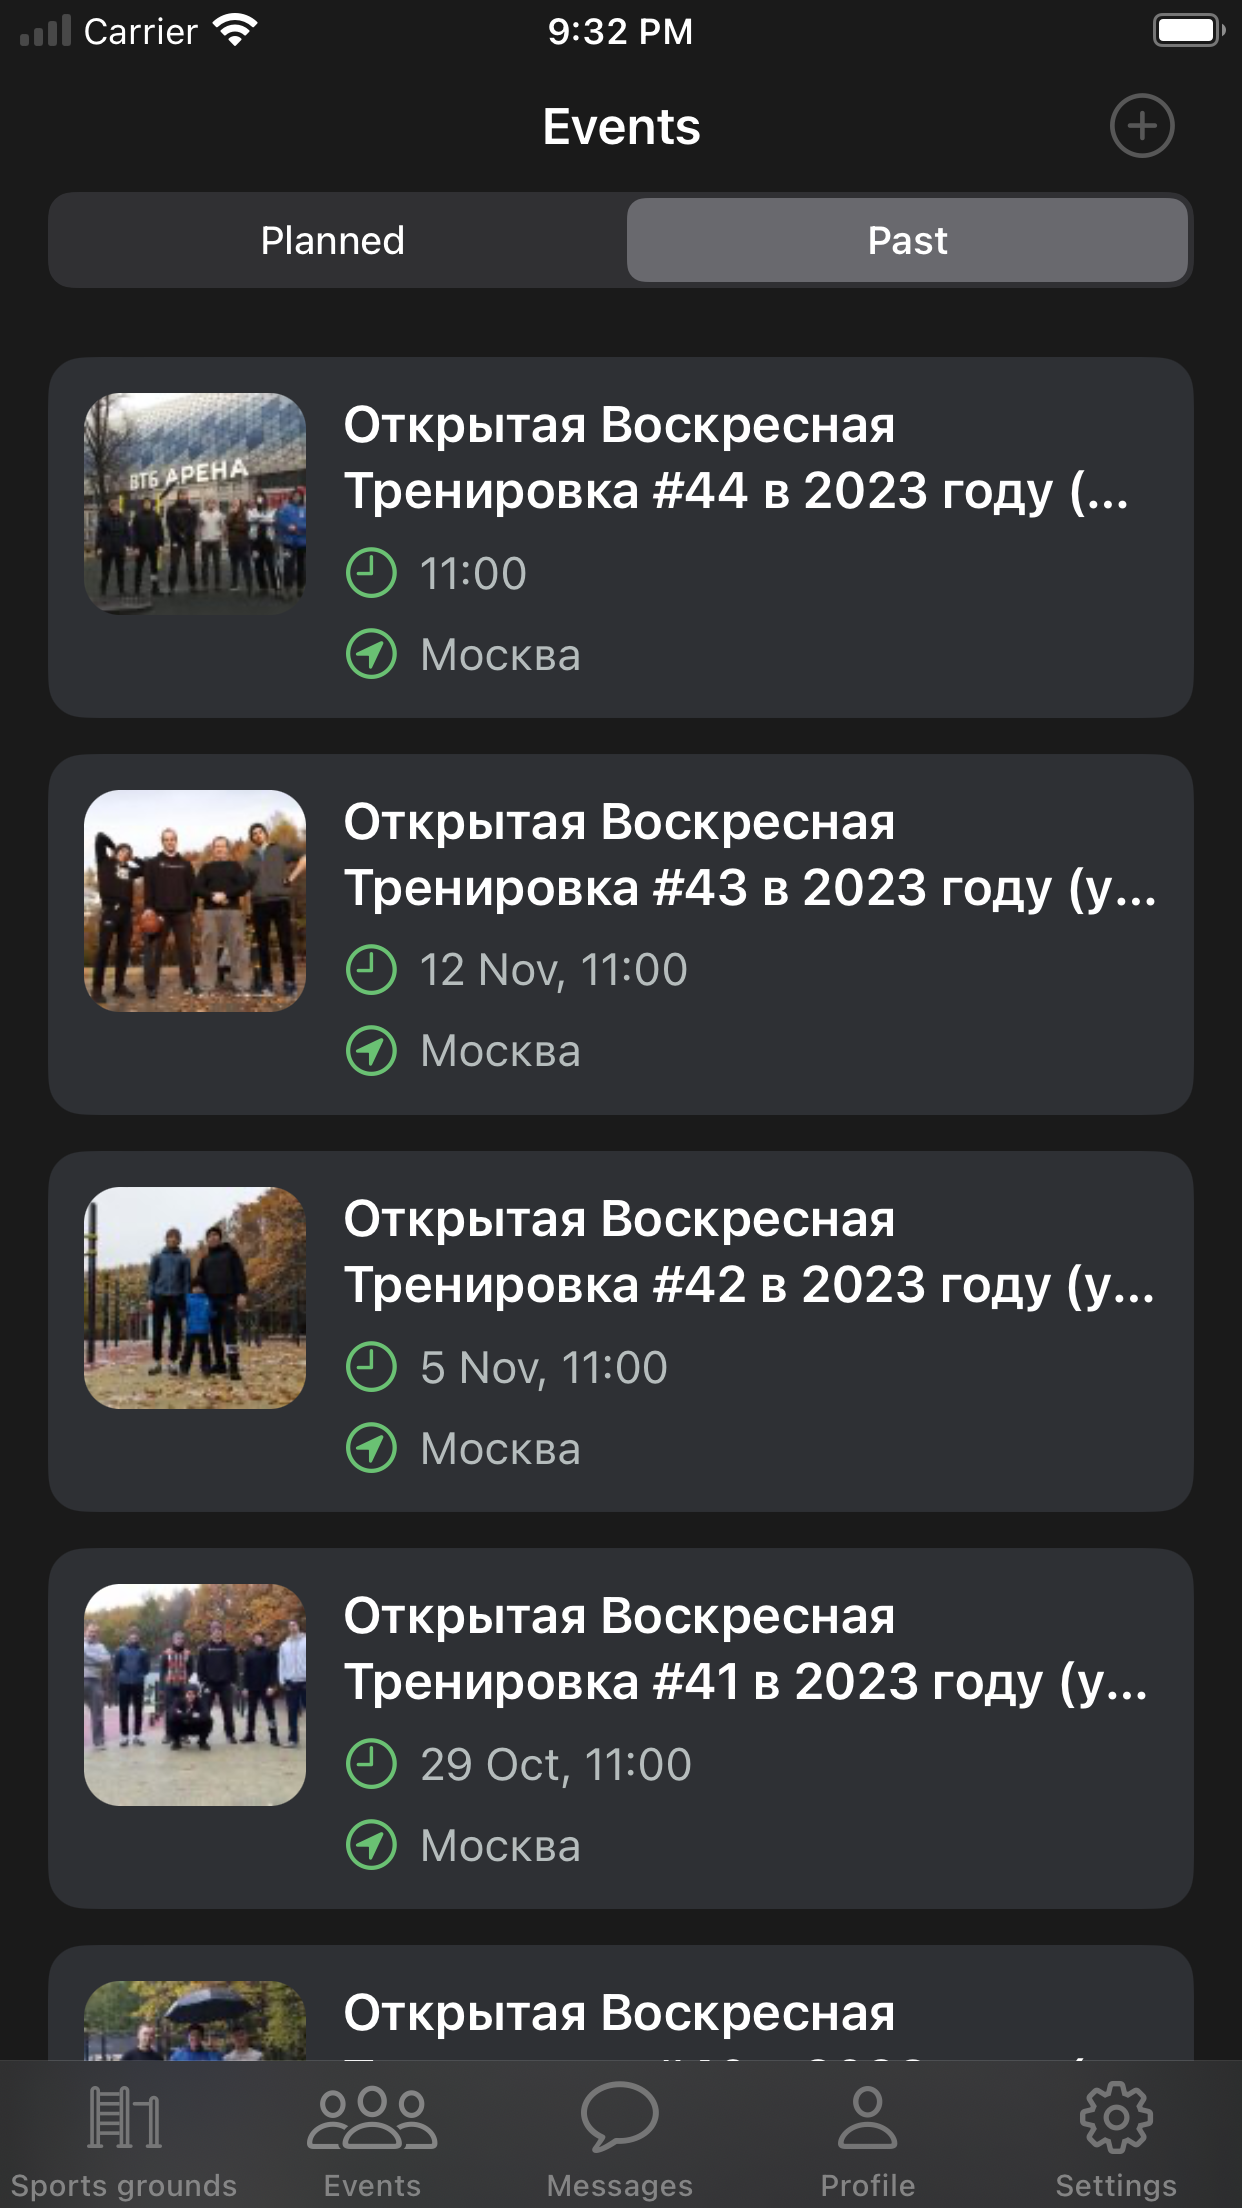 Carrier 9:32 PM
Events
Planned Past
ВТБ АРЕНА
Открытая Воскресная
Тренировка #44 в 2023 году (...
11:00
Москва
Открытая Воскресная
Тренировка #43 в 2023 году (у...
12 Nov, 11:00
Москва
Открытая Воскресная
Тренировка #42 в 2023 году (у...
5 Nov, 11:00
Москва
Открытая Воскресная
Тренировка #41 в 2023 году (у...
29 Oct, 11:00
Москва
Открытая Воскресная
Sports grounds Events Messages Profile Settings